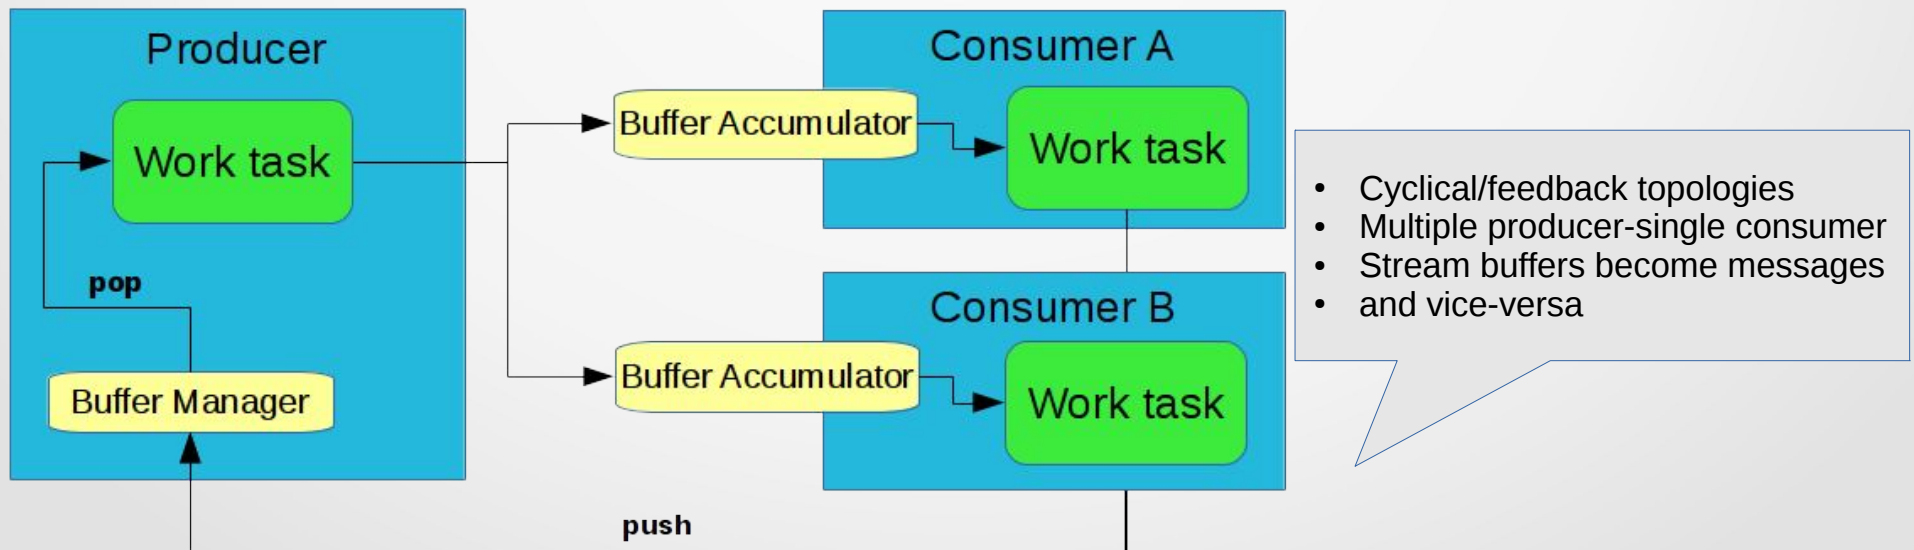 Producer
Work task
pop
Buffer Manager
Buffer Accumulator
Consumer A
Work task
Buffer Accumulator
Consumer B
Work task
push
• Cyclical/feedback topologies
• Multiple producer-single consumer
• Stream buffers become messages
• and vice-versa